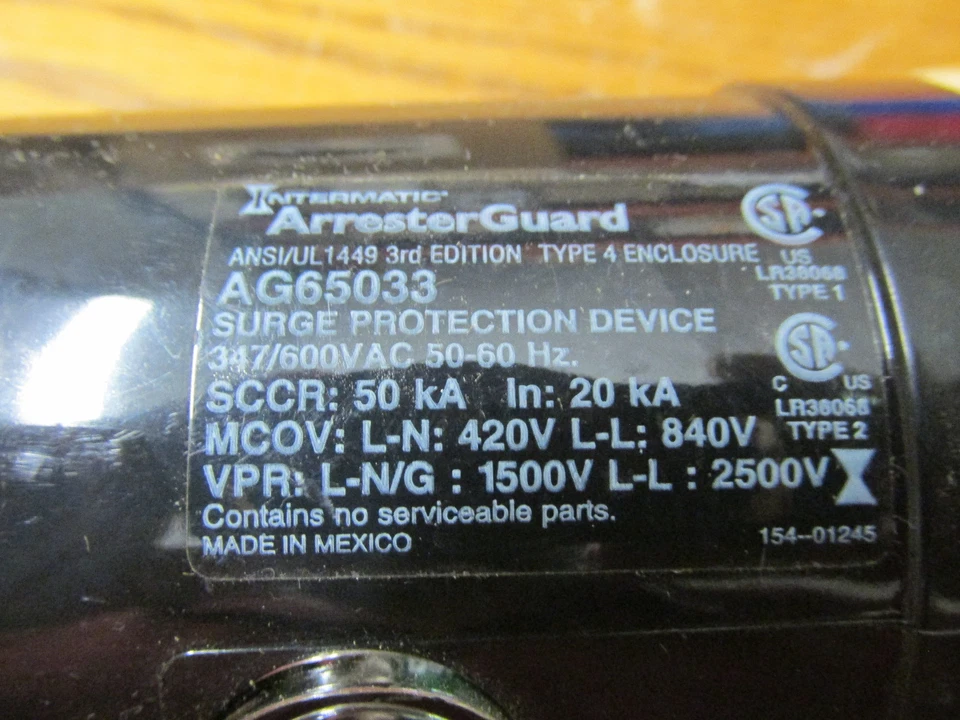 INTERMATIC
ArresterGuard
ANSI/UL1449 3rd EDITION TYPE 4 ENCLOSURE
AG65033
SURGE PROTECTION DEVICE
347/600VAC 50-60 Hz.
SCCR: 50 kA In: 20 kA
MCOV: L-N: 420V L-L: 840V
VPR: L-N/G : 1500V L-L : 2500V
Contains no serviceable parts.
MADE IN MEXICO
SA
US
LR38068
TYPE 1
SA
C US
LR38068
TYPE 2
154--01245